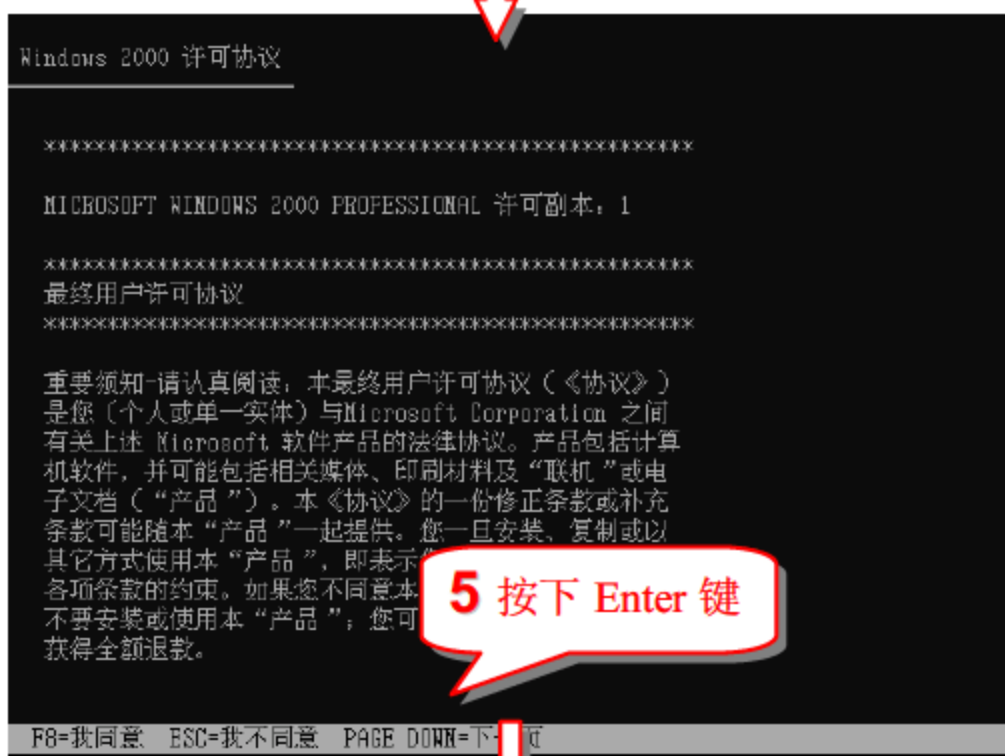 Windows 2000 许可协议
****************************************************
MICROSOFT WINDOWS 2000 PROFESSIONAL 许可副本：1
****************************************************
最终用户许可协议
****************************************************
重要须知-请认真阅读：本最终用户许可协议（《协议》）
是您（个人或单一实体）与Microsoft Corporation 之间
有关上述 Microsoft 软件产品的法律协议。产品包括计算
机软件，并可能包括相关媒体、印刷材料及“联机”或电
子文档（“产品”）。本《协议》的一份修正条款或补充
条款可能随本“产品”一起提供。您一旦安装、复制或以
其它方式使用本“产品”，即表示
各项条款的约束。如果您不同意本
不要安装或使用本“产品”；您可
获得全额退款。
5 按下 Enter 键
F8=我同意 ESC=我不同意 PAGE DOWN=下 页